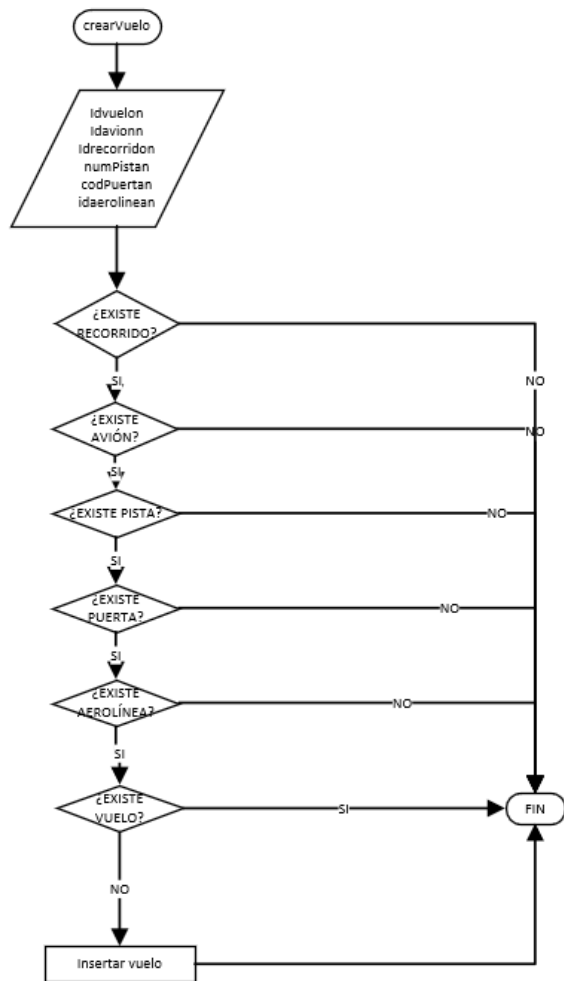 crearVuelo
Idvuelon
Idavionn
Idrecorridon
numPistan
codPuertan
idaerolinean
¿EXISTE
RECORRIDO?
NO
SI
¿EXISTE
AVIÓN?
NO
SI
¿EXISTE PISTA?
NO
SI
¿EXISTE
PUERTA?
NO
SI
¿EXISTE
AEROLÍNEA?
NO
SI
¿EXISTE
VUELO?
SI
FIN
NO
Insertar vuelo